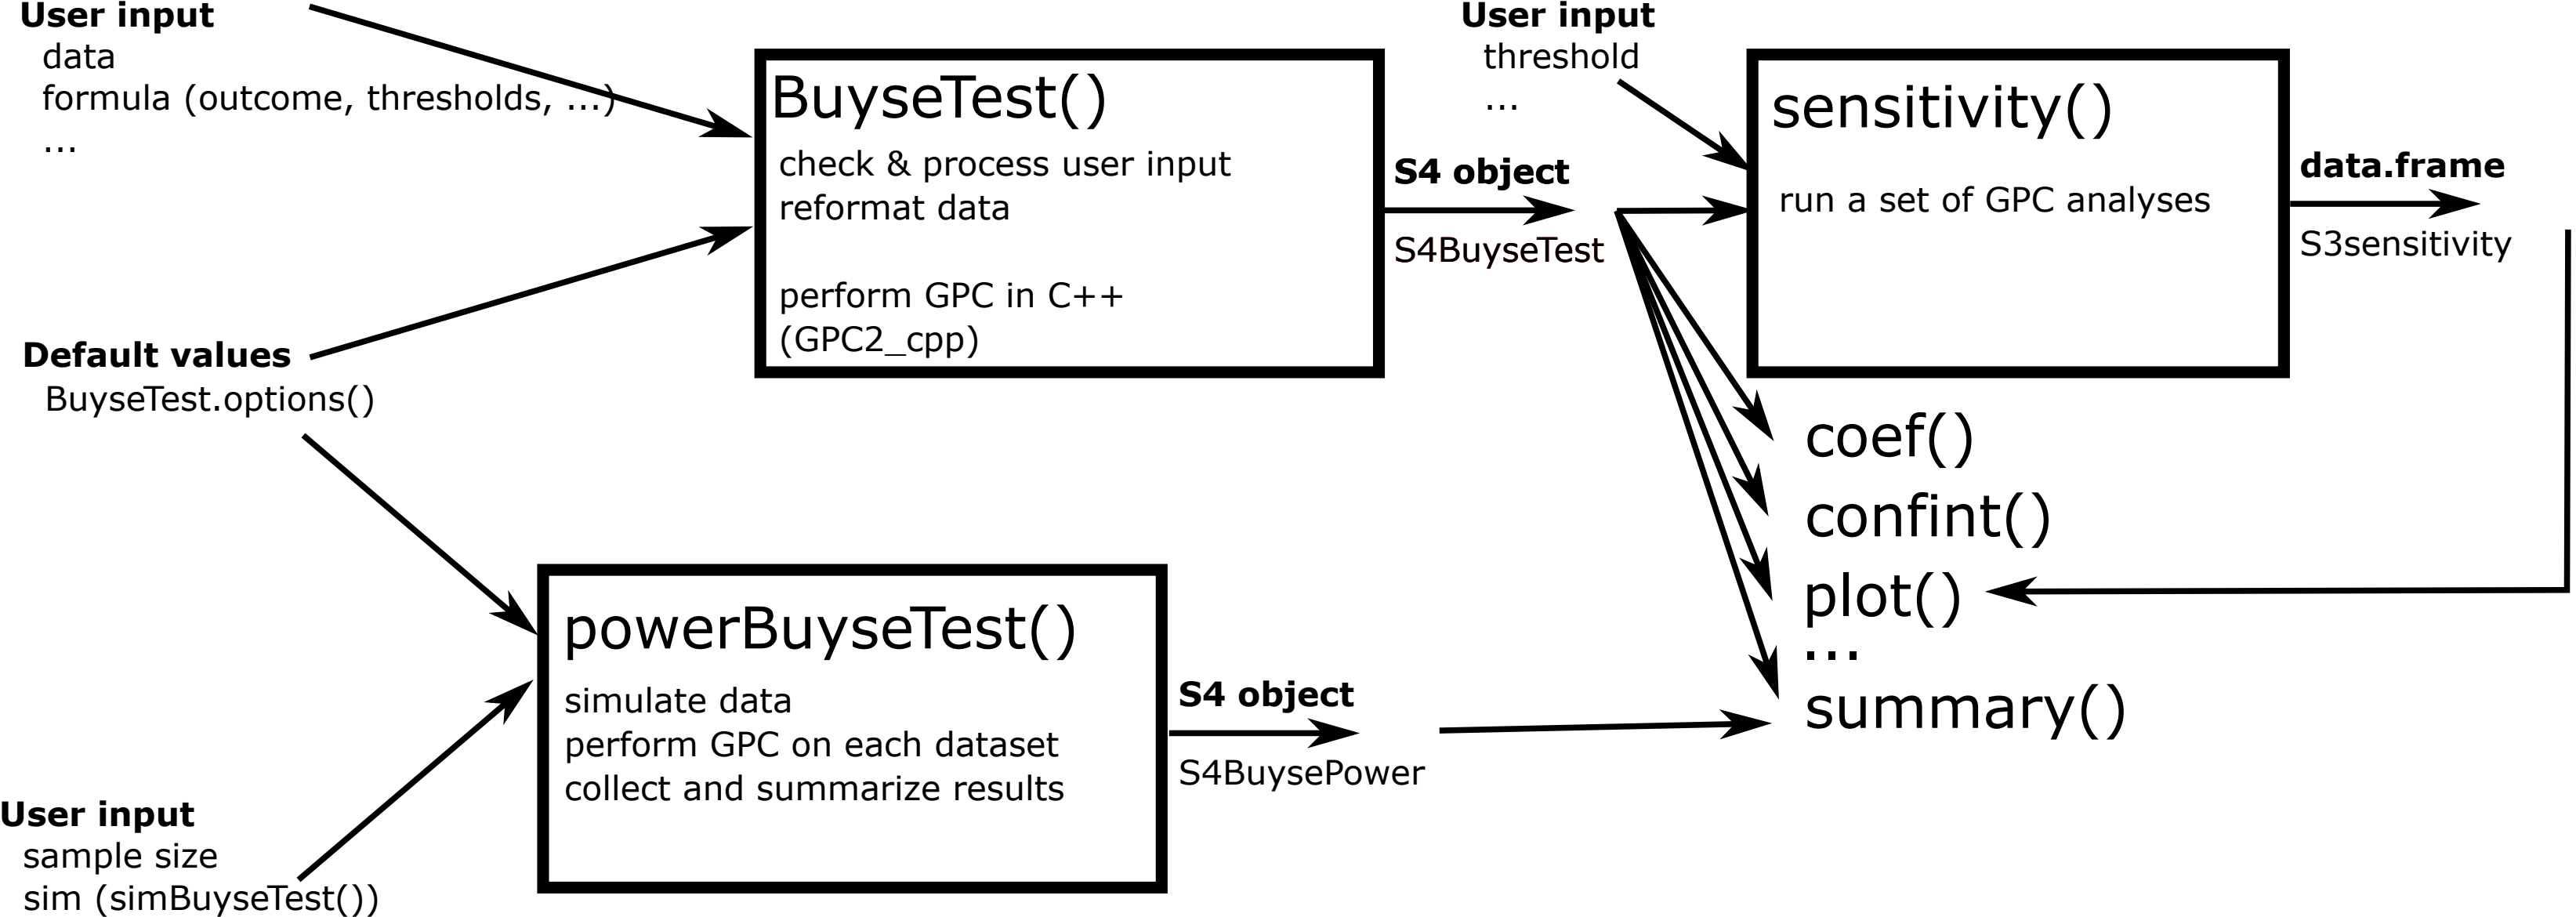 User input
data
formula (outcome, thresholds, ...)
...
Default values
BuyseTest.options()
User input
sample size
sim (simBuyseTest())
BuyseTest()
check & process user input
reformat data
perform GPC in C++
(GPC2_cpp)
S4 object
S4BuyseTest
powerBuyseTest()
simulate data
perform GPC on each dataset
collect and summarize results
S4 object
S4BuysePower
User input
threshold
...
sensitivity()
run a set of GPC analyses
data.frame
S3sensitivity
coef()
confint()
plot()
...
summary()